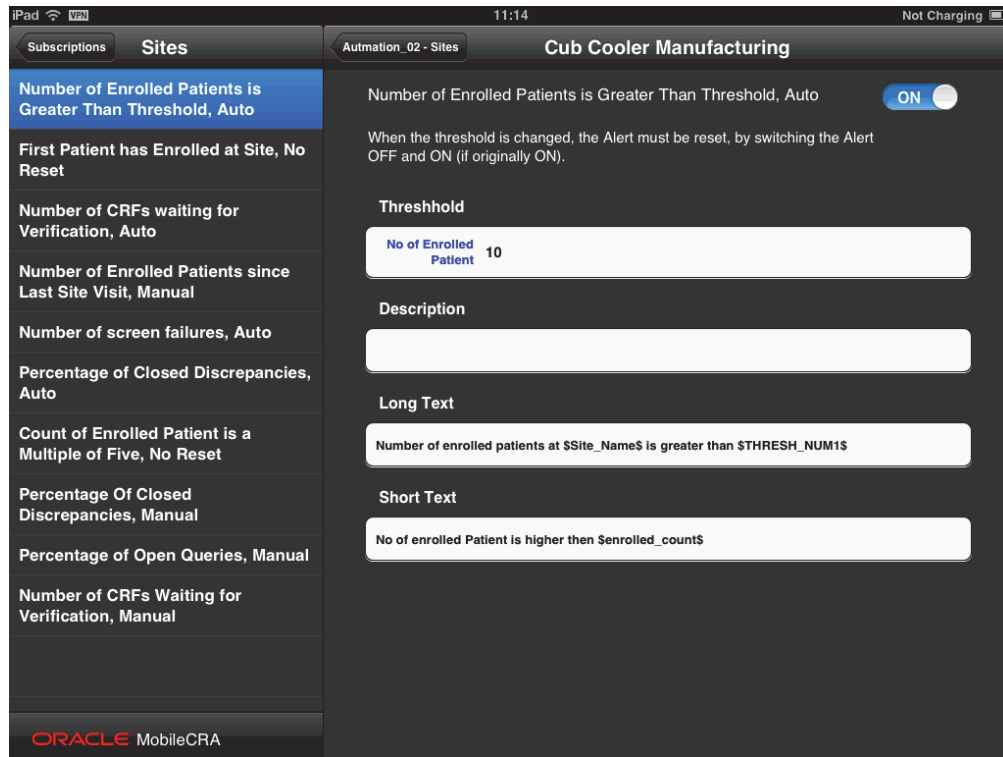 iPad VPN 11:14 Not Charging
Subscriptions Sites
Number of Enrolled Patients is
Greater Than Threshold, Auto
First Patient has Enrolled at Site, No
Reset
Number of CRFs waiting for
Verification, Auto
Number of Enrolled Patients since
Last Site Visit, Manual
Number of screen failures, Auto
Percentage of Closed Discrepancies,
Auto
Count of Enrolled Patient is a
Multiple of Five, No Reset
Percentage Of Closed
Discrepancies, Manual
Percentage of Open Queries, Manual
Number of CRFs Waiting for
Verification, Manual
ORACLE MobileCRA
Autmation_02 - Sites Cub Cooler Manufacturing
Number of Enrolled Patients is Greater Than Threshold, Auto ON
When the threshold is changed, the Alert must be reset, by switching the Alert
OFF and ON (if originally ON).
Threshhold
No of Enrolled
Patient 10
Description
Long Text
Number of enrolled patients at $Site_Name$ is greater than $THRESH_NUM1$
Short Text
No of enrolled Patient is higher then $enrolled_count$